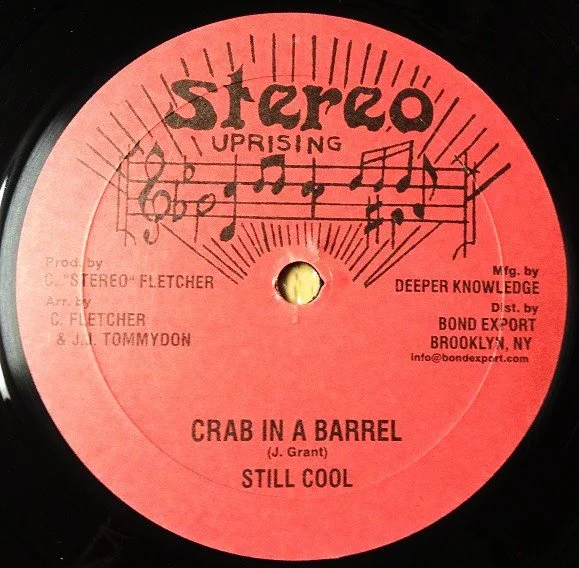 Stereo
UPRISING
Prod. by
C. "STEREO" FLETCHER
Arr. by
C. FLETCHER
& J.J. TOMMYDON
Mfg. by
DEEPER KNOWLEDGE
Dist. by
BOND EXPORT
BROOKLYN, NY
info@bondexport.com
CRAB IN A BARREL
(J. Grant)
STILL COOL